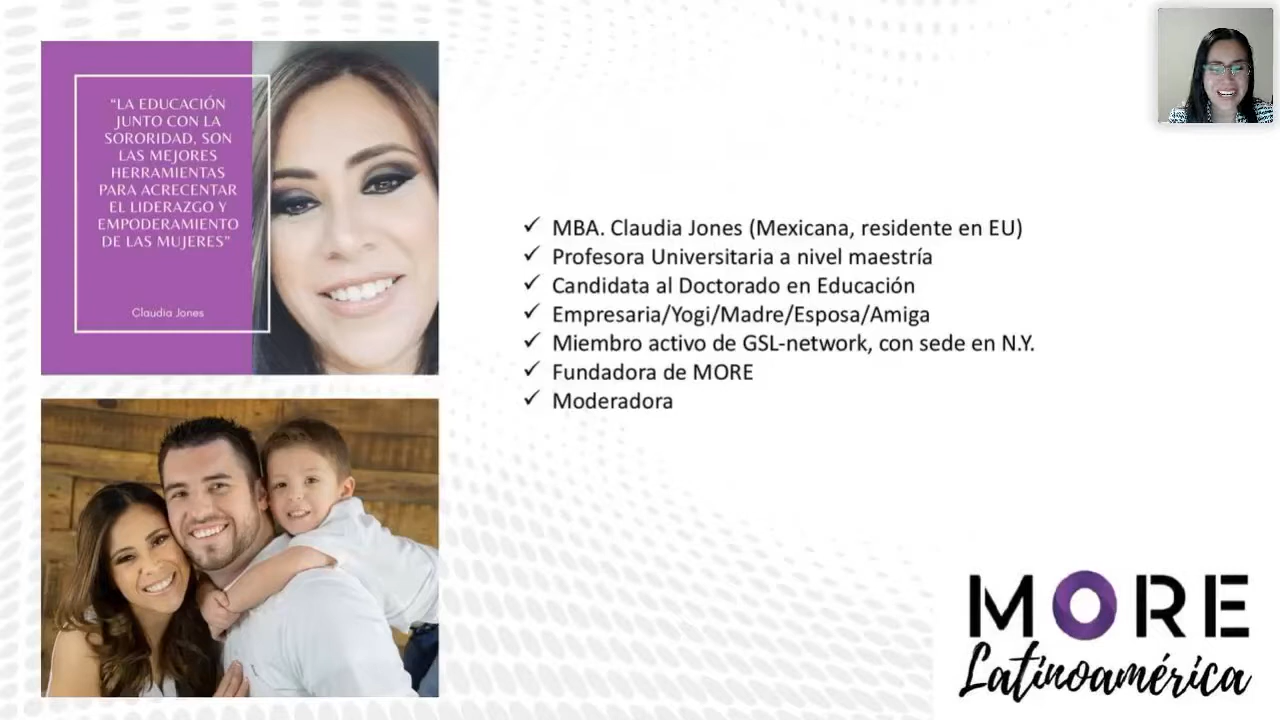 “LA EDUCACIÓN
JUNTO CON LA
SORORIDAD, SON
LAS MEJORES
HERRAMIENTAS
PARA ACRECENTAR
EL LIDERAZGO Y
EMPODERAMIENTO
DE LAS MUJERES”
Claudia Jones
✓ MBA. Claudia Jones (Mexicana, residente en EU)
✓ Profesora Universitaria a nivel maestría
✓ Candidata al Doctorado en Educación
✓ Empresaria/Yogi/Madre/Esposa/Amiga
✓ Miembro activo de GSL-network, con sede en N.Y.
✓ Fundadora de MORE
✓ Moderadora
MORE
Latinoamérica